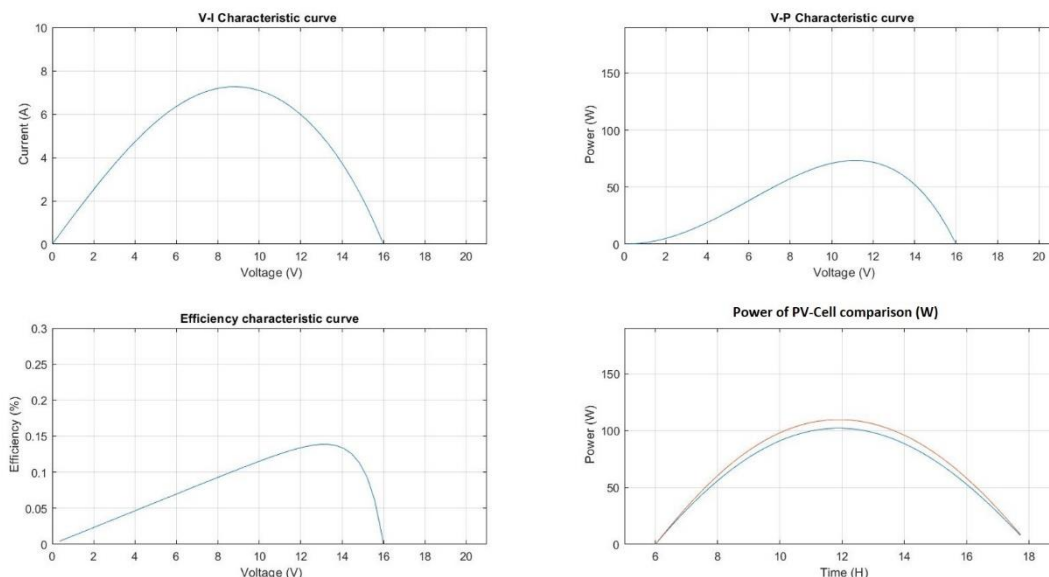 V-I Characteristic curve
10
8
6
4
2
0
Current (A)
0 2 4 6 8 10 12 14 16 18 20
Voltage (V)
V-P Characteristic curve
150
100
50
0
Power (W)
0 2 4 6 8 10 12 14 16 18 20
Voltage (V)
Efficiency characteristic curve
0.3
0.25
0.2
0.15
0.1
0.05
0
Efficiency (%)
0 2 4 6 8 10 12 14 16 18 20
Voltage (V)
Power of PV-Cell comparison (W)
150
100
50
0
Power (W)
6 8 10 12 14 16 18
Time (H)